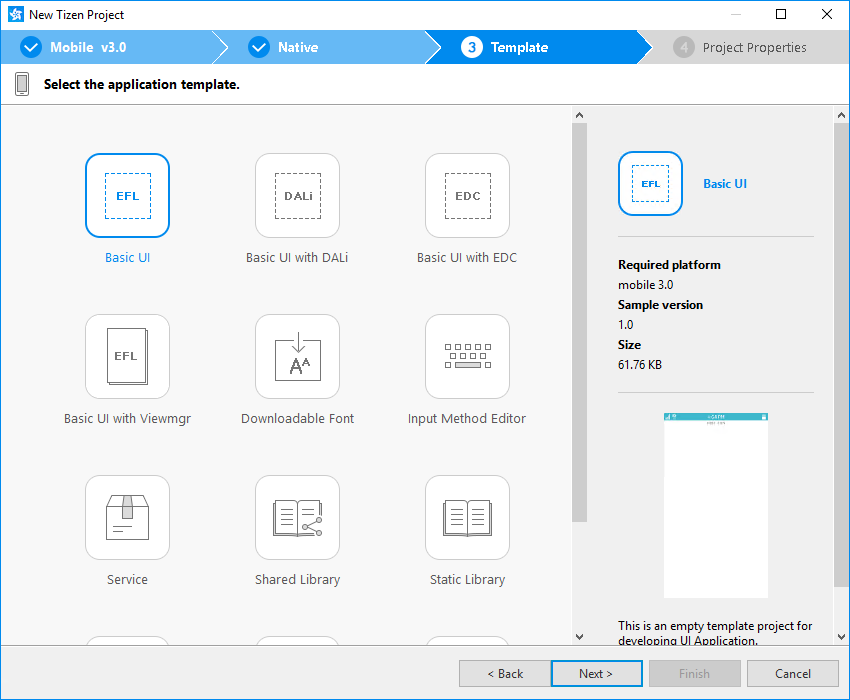 New Tizen Project
Mobile v3.0
Native
3 Template
4 Project Properties
Select the application template.
EFL
DALi
EDC
Basic UI
Basic UI with DALi
Basic UI with EDC
EFL
AA
Basic UI with Viewmgr
Downloadable Font
Input Method Editor
Service
Shared Library
Static Library
EFL
Basic UI
Required platform
mobile 3.0
Sample version
1.0
Size
61.76 KB
This is an empty template project for
developing UI Application.
< Back
Next >
Finish
Cancel